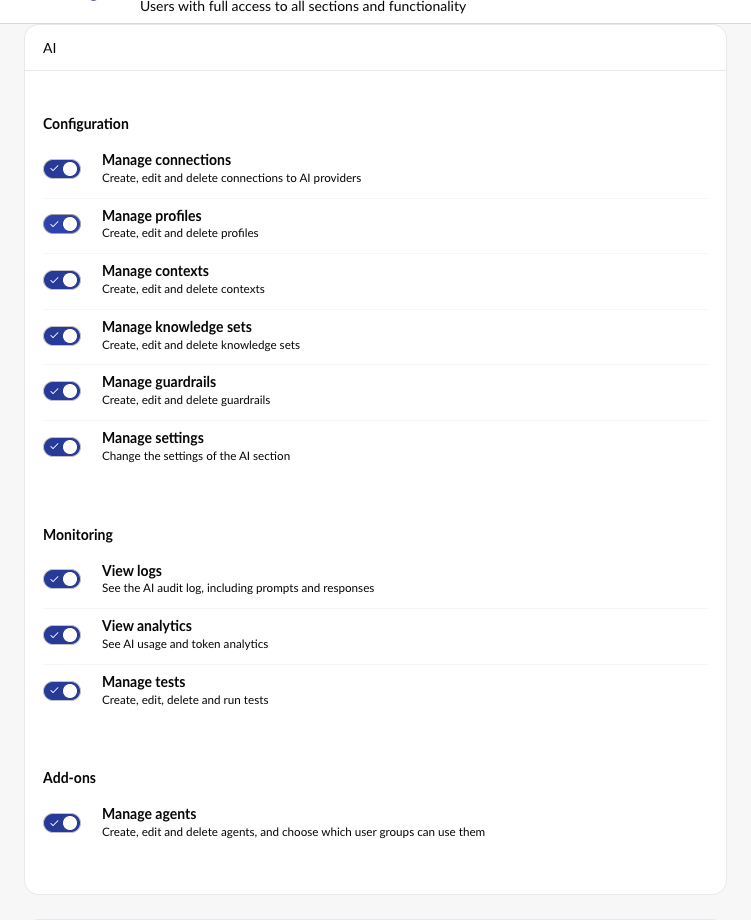 Users with full access to all sections and functionality
AI
Configuration
Manage connections
Create, edit and delete connections to AI providers
Manage profiles
Create, edit and delete profiles
Manage contexts
Create, edit and delete contexts
Manage knowledge sets
Create, edit and delete knowledge sets
Manage guardrails
Create, edit and delete guardrails
Manage settings
Change the settings of the AI section
Monitoring
View logs
See the AI audit log, including prompts and responses
View analytics
See AI usage and token analytics
Manage tests
Create, edit, delete and run tests
Add-ons
Manage agents
Create, edit and delete agents, and choose which user groups can use them